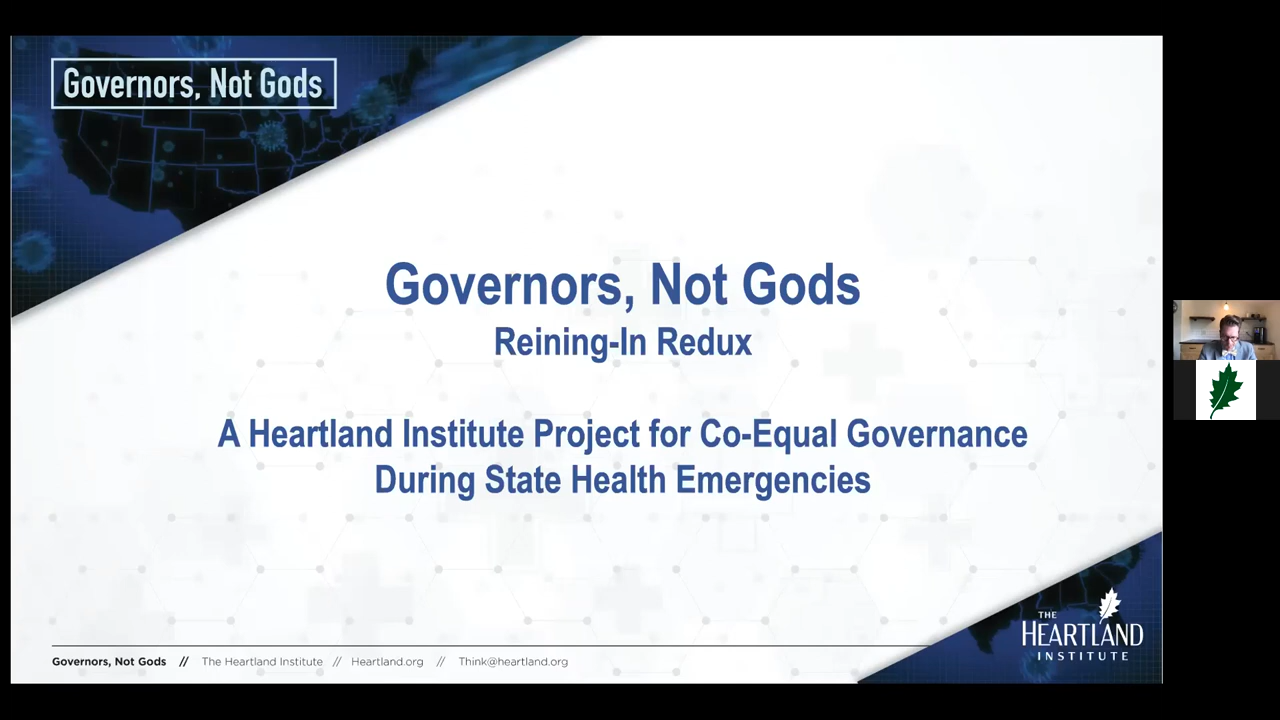 Governors, Not Gods
Governors, Not Gods
Reining-In Redux
A Heartland Institute Project for Co-Equal Governance
During State Health Emergencies
THE
HEARTLAND
INSTITUTE
Governors, Not Gods // The Heartland Institute // Heartland.org // Think@heartland.org